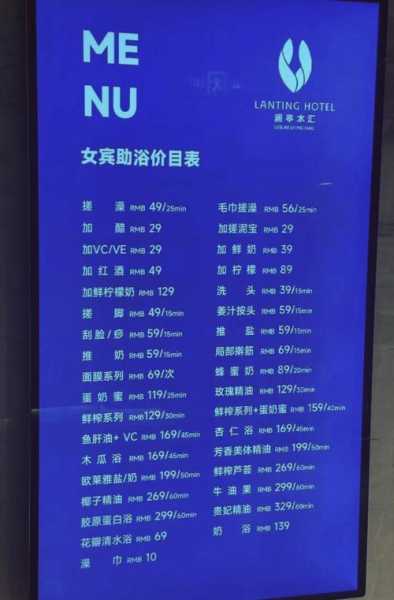 ME
NU
LANTING HOTEL
澜亭水汇
女宾助浴价目表
搓 澡 RMB 49/25min
加 醋 RMB 29
加VC/VE RMB 29
加 红 酒 RMB 49
加鲜柠檬奶 RMB 129
搓 脚 RMB 49/15min
刮脸/痧 RMB 59/15min
推 奶 RMB 59/15min
面膜系列 RMB 69/次
蛋 奶 蜜 RMB 119/25min
鲜榨系列 RMB129/30min
鱼肝油+ VC RMB 169/45min
木 瓜 浴 RMB 169/45min
欧莱雅盐/奶 RMB 199/50min
椰子精油 RMB 269/60min
胶原蛋白浴 RMB 299/60min
花瓣清水浴 RMB 69
澡 巾 RMB 10
毛巾搓澡 RMB 56/25min
加搓泥宝 RMB 29
加 鲜 奶 RMB 39
加 柠 檬 RMB 89
洗 头 RMB 39/15min
姜汁按头 RMB 59/15min
推 盐 RMB 59/15min
局部擀筋 RMB 69/15min
蜂 蜜 奶 RMB 89/20min
玫瑰精油 RMB 129/30min
鲜榨系列+蛋奶蜜 RMB 159/40min
杏 仁 浴 RMB 169/45min
芳香美体精油 RMB 199/50min
鲜榨芦荟 RMB 269/60min
牛 油 果 RMB 299/60min
贵妃精油 RMB 329/60min
奶 浴 RMB 139